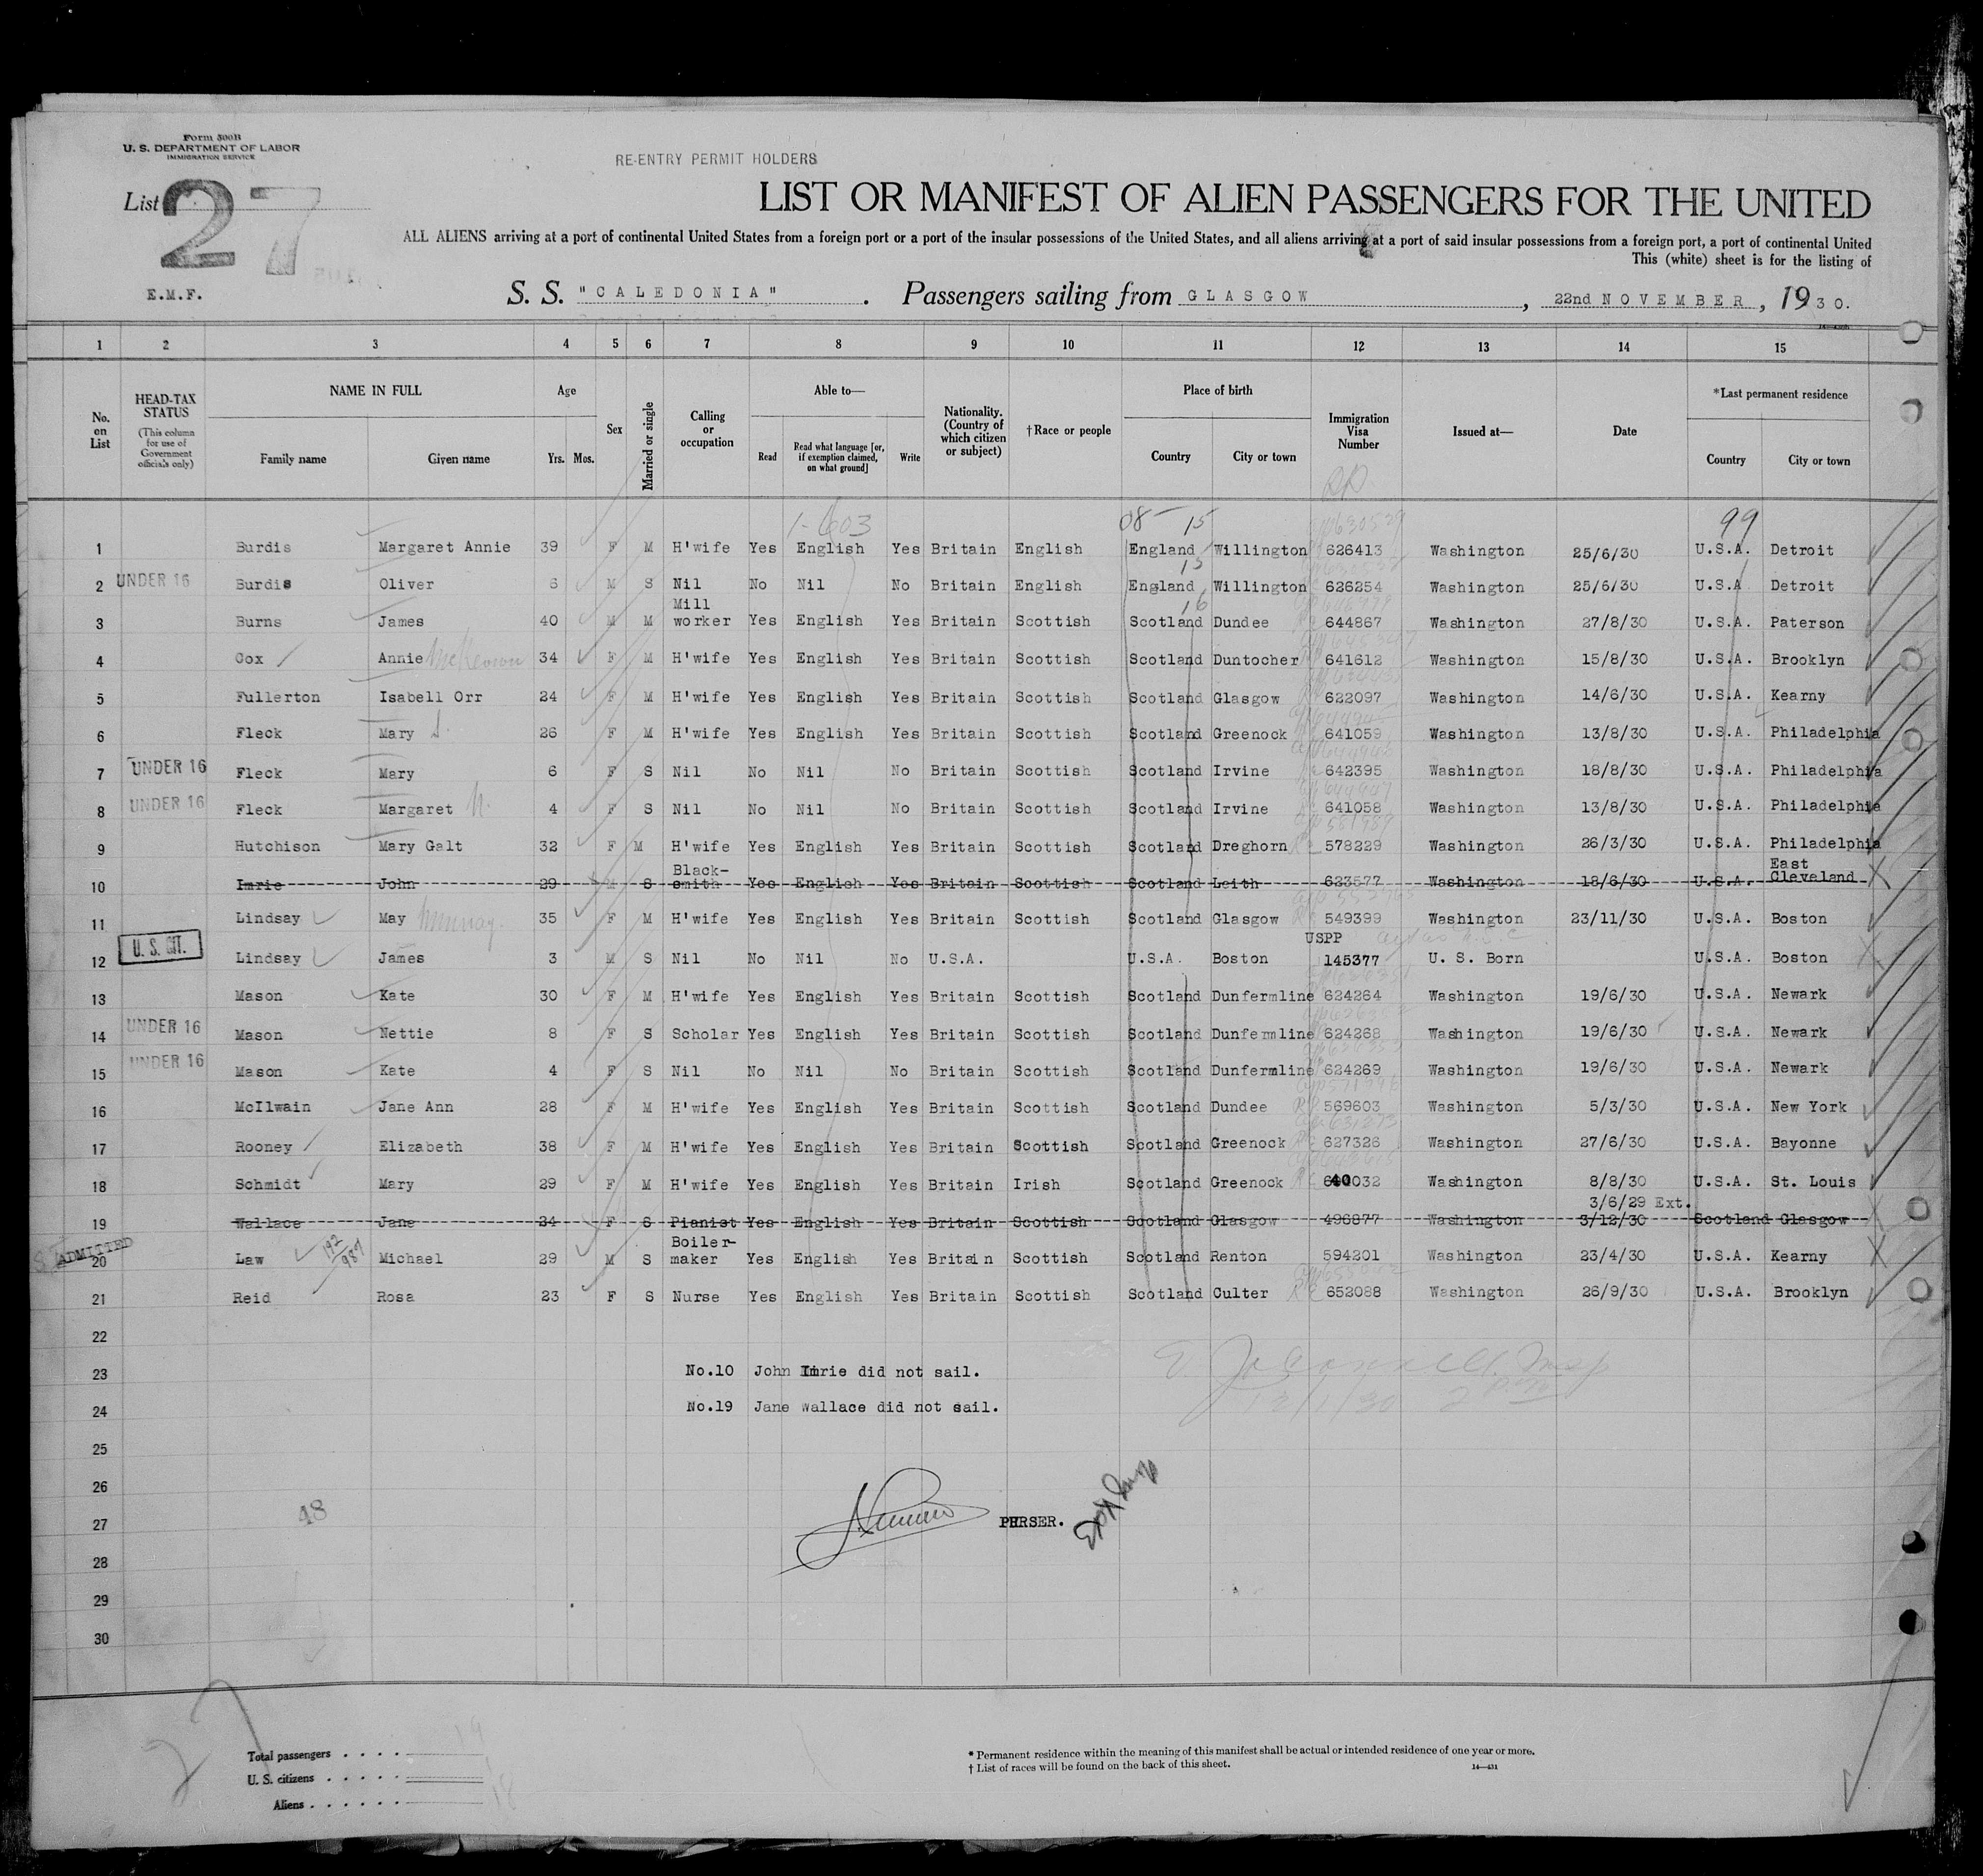 Form 500B
U. S. DEPARTMENT OF LABOR
IMMIGRATION SERVICE
RE-ENTRY PERMIT HOLDERS
List 27
LIST OR MANIFEST OF ALIEN PASSENGERS FOR THE UNITED
ALL ALIENS arriving at a port of continental United States from a foreign port or a port of the insular possessions of the United States, and all aliens arriving at a port of said insular possessions from a foreign port, a port of continental United
This (white) sheet is for the listing of
E.M.F.
S. S. "CALEDONIA". Passengers sailing from GLASGOW, 22nd NOVEMBER, 1930.
1 2 3 4 5 6 7 8 9 10 11 12 13 14 15
No. on List
HEAD-TAX STATUS (This column for use of Government officials only)
NAME IN FULL
Family name Given name
Age
Yrs. Mos.
Sex
Married or single
Calling or occupation
Able to—
Read
Read what language [or, if exemption claimed, on what ground]
Write
Nationality. (Country of which citizen or subject)
†Race or people
Place of birth
Country City or town
Immigration Visa Number
Issued at—
Date
*Last permanent residence
Country City or town
1-603 08 15 99
1 Burdis Margaret Annie 39 F M H'wife Yes English Yes Britain English England Willington 626413 Washington 25/6/30 U.S.A. Detroit
15
2 UNDER 16 Burdis Oliver 6 M S Nil No Nil No Britain English England Willington 626254 Washington 25/6/30 U.S.A Detroit
16
3 Burns James 40 M M Mill worker Yes English Yes Britain Scottish Scotland Dundee 644867 Washington 27/8/30 U.S.A. Paterson
4 Cox Annie McKeown 34 F M H'wife Yes English Yes Britain Scottish Scotland Duntocher 641612 Washington 15/8/30 U.S.A. Brooklyn
5 Fullerton Isabell Orr 24 F M H'wife Yes English Yes Britain Scottish Scotland Glasgow 622097 Washington 14/6/30 U.S.A. Kearny
6 Fleck Mary S. 26 F M H'wife Yes English Yes Britain Scottish Scotland Greenock 641059 Washington 13/8/30 U.S.A. Philadelphia
7 UNDER 16 Fleck Mary 6 F S Nil No Nil No Britain Scottish Scotland Irvine 642395 Washington 18/8/30 U.S.A. Philadelphia
8 UNDER 16 Fleck Margaret N. 4 F S Nil No Nil No Britain Scottish Scotland Irvine 641058 Washington 13/8/30 U.S.A. Philadelphia
9 Hutchison Mary Galt 32 F M H'wife Yes English Yes Britain Scottish Scotland Dreghorn 578229 Washington 26/3/30 U.S.A. Philadelphia
10 Imrie John 29 M S Black-smith Yes English Yes Britain Scottish Scotland Leith 623577 Washington 18/6/30 U.S.A. East Cleveland
11 Lindsay May Murray. 35 F M H'wife Yes English Yes Britain Scottish Scotland Glasgow 549399 Washington 23/11/30 U.S.A. Boston
12 U. S. CIT. Lindsay James 3 M S Nil No Nil No U.S.A. U.S.A. Boston USPP 145377 U. S. Born U.S.A. Boston
13 Mason Kate 30 F M H'wife Yes English Yes Britain Scottish Scotland Dunfermline 624264 Washington 19/6/30 U.S.A. Newark
14 UNDER 16 Mason Nettie 8 F S Scholar Yes English Yes Britain Scottish Scotland Dunfermline 624268 Washington 19/6/30 U.S.A. Newark
15 UNDER 16 Mason Kate 4 F S Nil No Nil No Britain Scottish Scotland Dunfermline 624269 Washington 19/6/30 U.S.A. Newark
16 McIlwain Jane Ann 28 F M H'wife Yes English Yes Britain Scottish Scotland Dundee 569603 Washington 5/3/30 U.S.A. New York
17 Rooney Elizabeth 38 F M H'wife Yes English Yes Britain Scottish Scotland Greenock 627326 Washington 27/6/30 U.S.A. Bayonne
18 Schmidt Mary 29 F M H'wife Yes English Yes Britain Irish Scotland Greenock 640032 Washington 8/8/30 U.S.A. St. Louis
19 Wallace Jane 24 F S Pianist Yes English Yes Britain Scottish Scotland Glasgow 496877 Washington 3/6/29 Ext. 3/12/30 Scotland Glasgow
20 ADMITTED Law Michael 29 M S Boiler-maker Yes English Yes Britain Scottish Scotland Renton 594201 Washington 23/4/30 U.S.A. Kearny
21 Reid Rosa 23 F S Nurse Yes English Yes Britain Scottish Scotland Culter 652088 Washington 26/9/30 U.S.A. Brooklyn
22
23 No.10 John Imrie did not sail.
24 No.19 Jane Wallace did not sail.
12/1/30 2 PM
25
26
27 48 PURSER.
28
29
30
27
Total passengers . . . . 19
U. S. citizens . . . . . 1
Aliens . . . . . . 18
* Permanent residence within the meaning of this manifest shall be actual or intended residence of one year or more.
† List of races will be found on the back of this sheet.
14—431